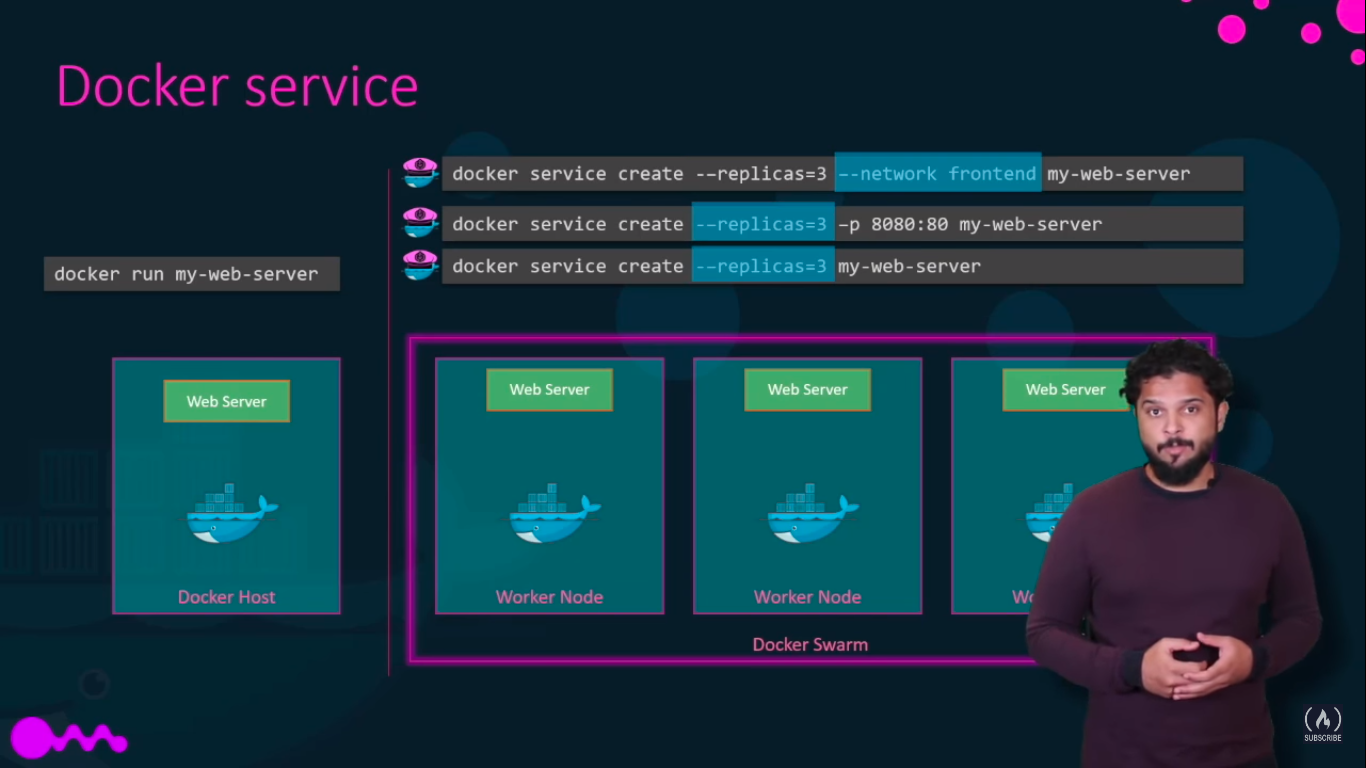 Docker service
docker service create --replicas=3 --network frontend my-web-server
docker service create --replicas=3 –p 8080:80 my-web-server
docker service create --replicas=3 my-web-server
docker run my-web-server
Web Server
Docker Host
Web Server
Worker Node
Web Server
Worker Node
Web Server
Docker Swarm
SUBSCRIBE